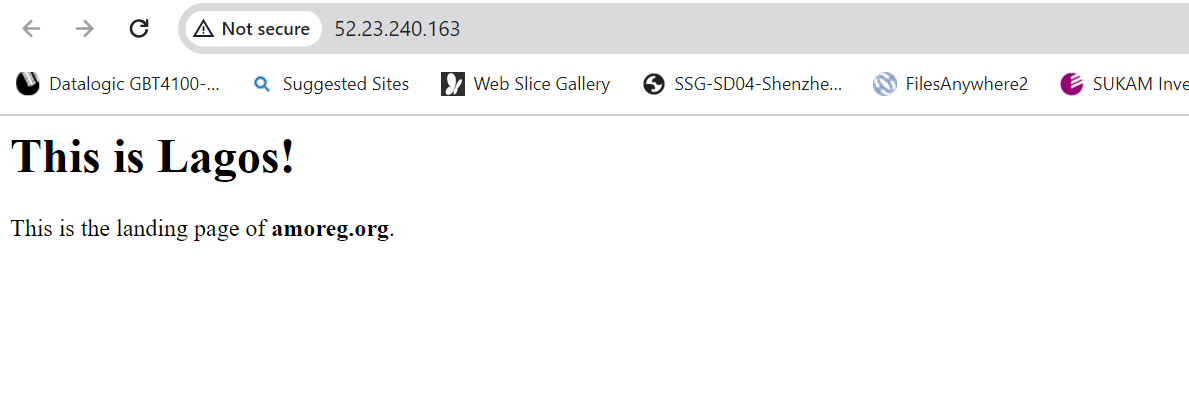 Not secure 52.23.240.163
Datalogic GBT4100-... Suggested Sites Web Slice Gallery SSG-SD04-Shenzhe... FilesAnywhere2 SUKAM Inve
This is Lagos!
This is the landing page of amoreg.org.